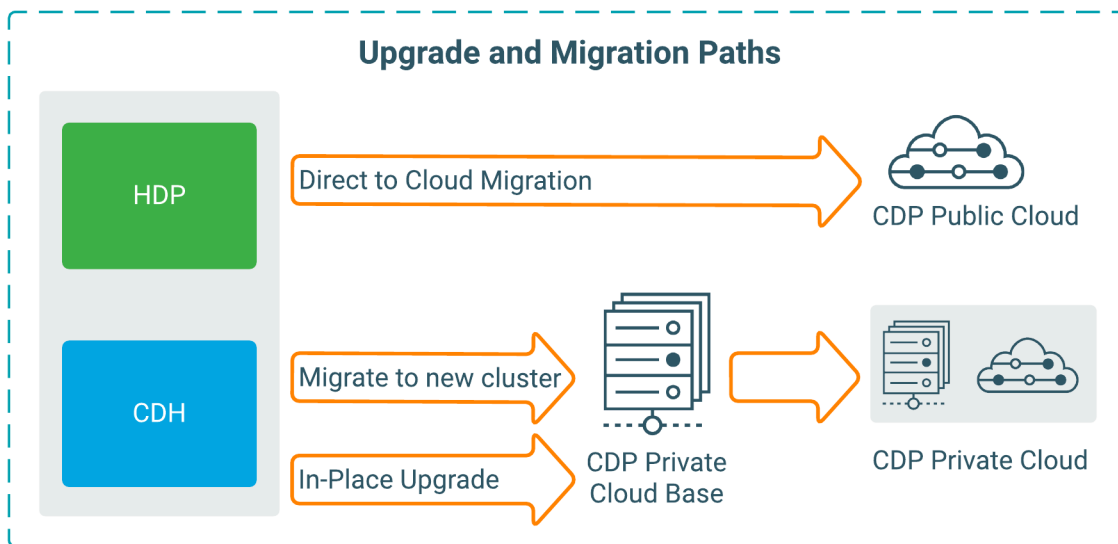 Upgrade and Migration Paths
HDP
Direct to Cloud Migration
CDP Public Cloud
CDH
Migrate to new cluster
In-Place Upgrade
CDP Private
Cloud Base
CDP Private Cloud